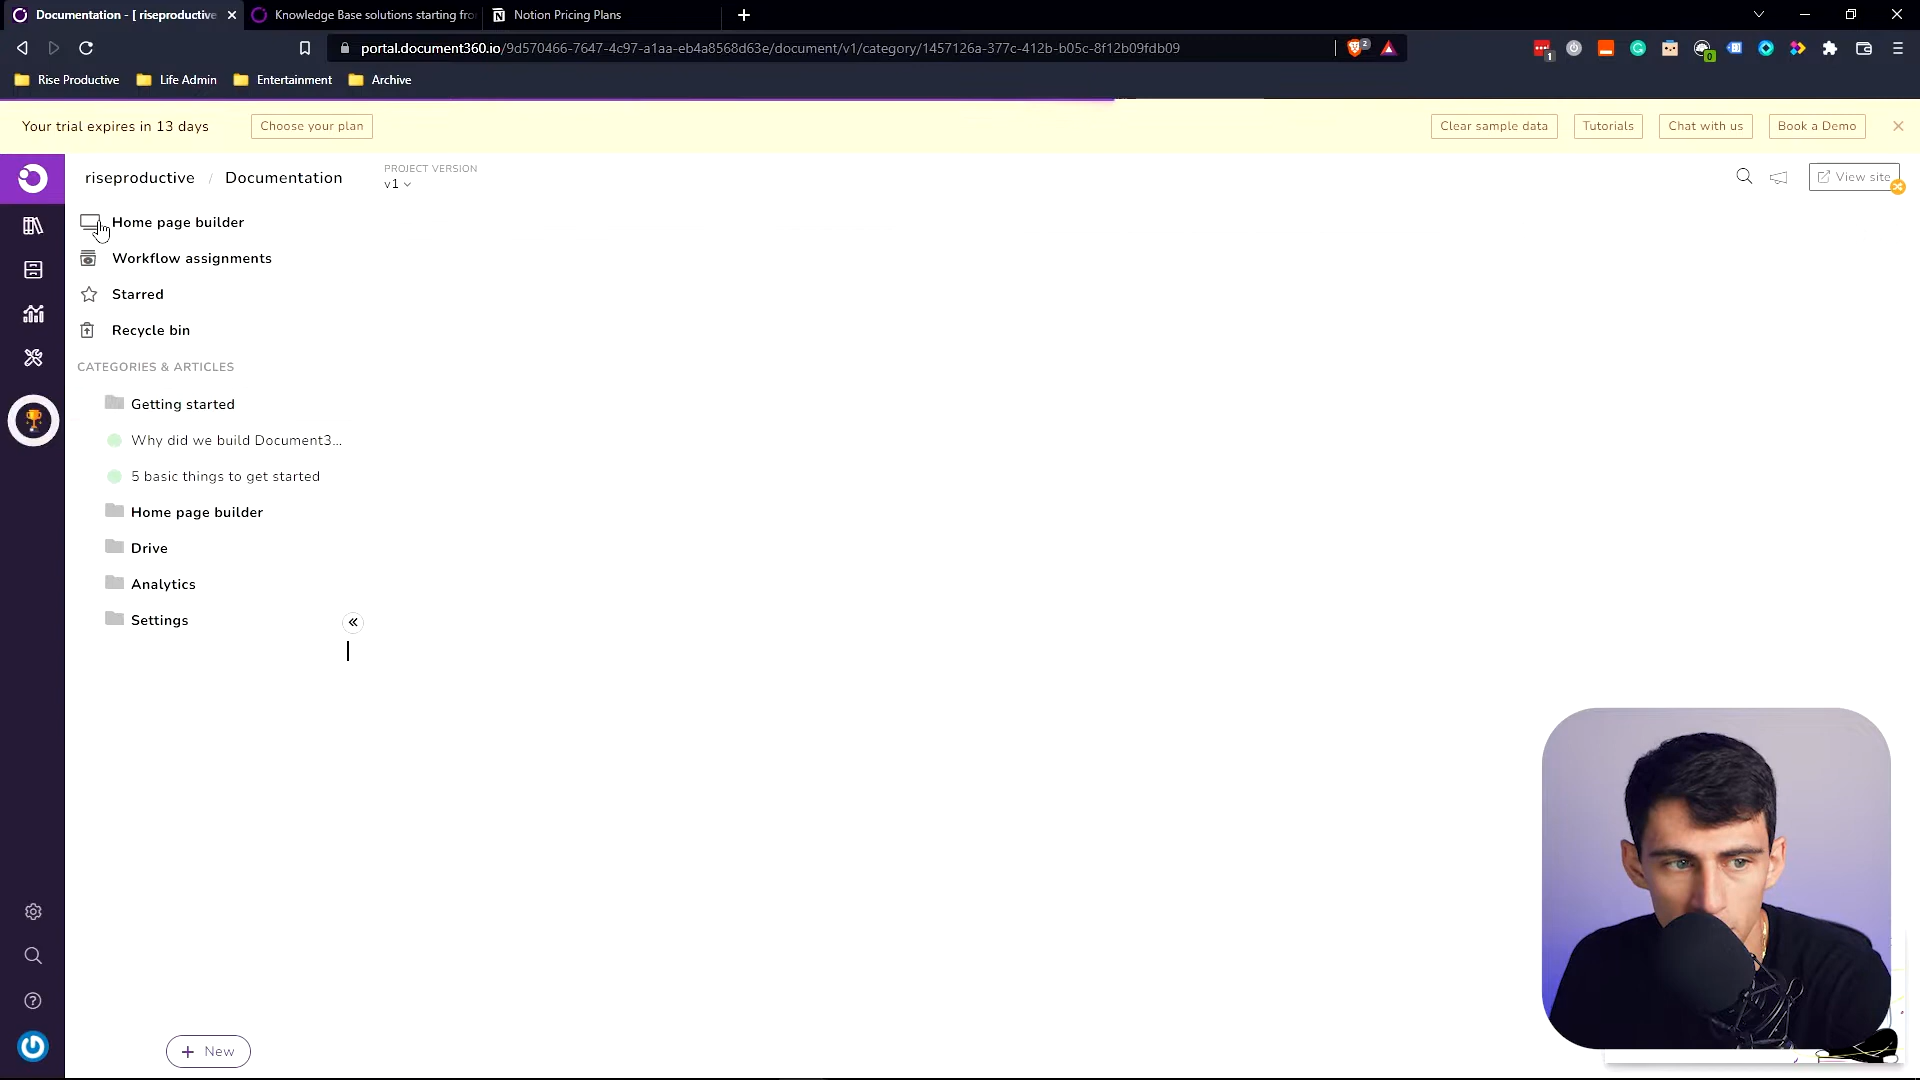 Documentation - [ riseproductive
Knowledge Base solutions starting fro
Notion Pricing Plans
portal.document360.io/9d570466-7647-4c97-a1aa-eb4a8568d63e/document/v1/category/1457126a-377c-412b-b05c-8f12b09fdb09
2
1
0
Rise Productive
Life Admin
Entertainment
Archive
Your trial expires in 13 days
Choose your plan
Clear sample data
Tutorials
Chat with us
Book a Demo
riseproductive / Documentation
PROJECT VERSION
v1
View site
Home page builder
Workflow assignments
Starred
Recycle bin
CATEGORIES & ARTICLES
Getting started
Why did we build Document3...
5 basic things to get started
Home page builder
Drive
Analytics
Settings
New